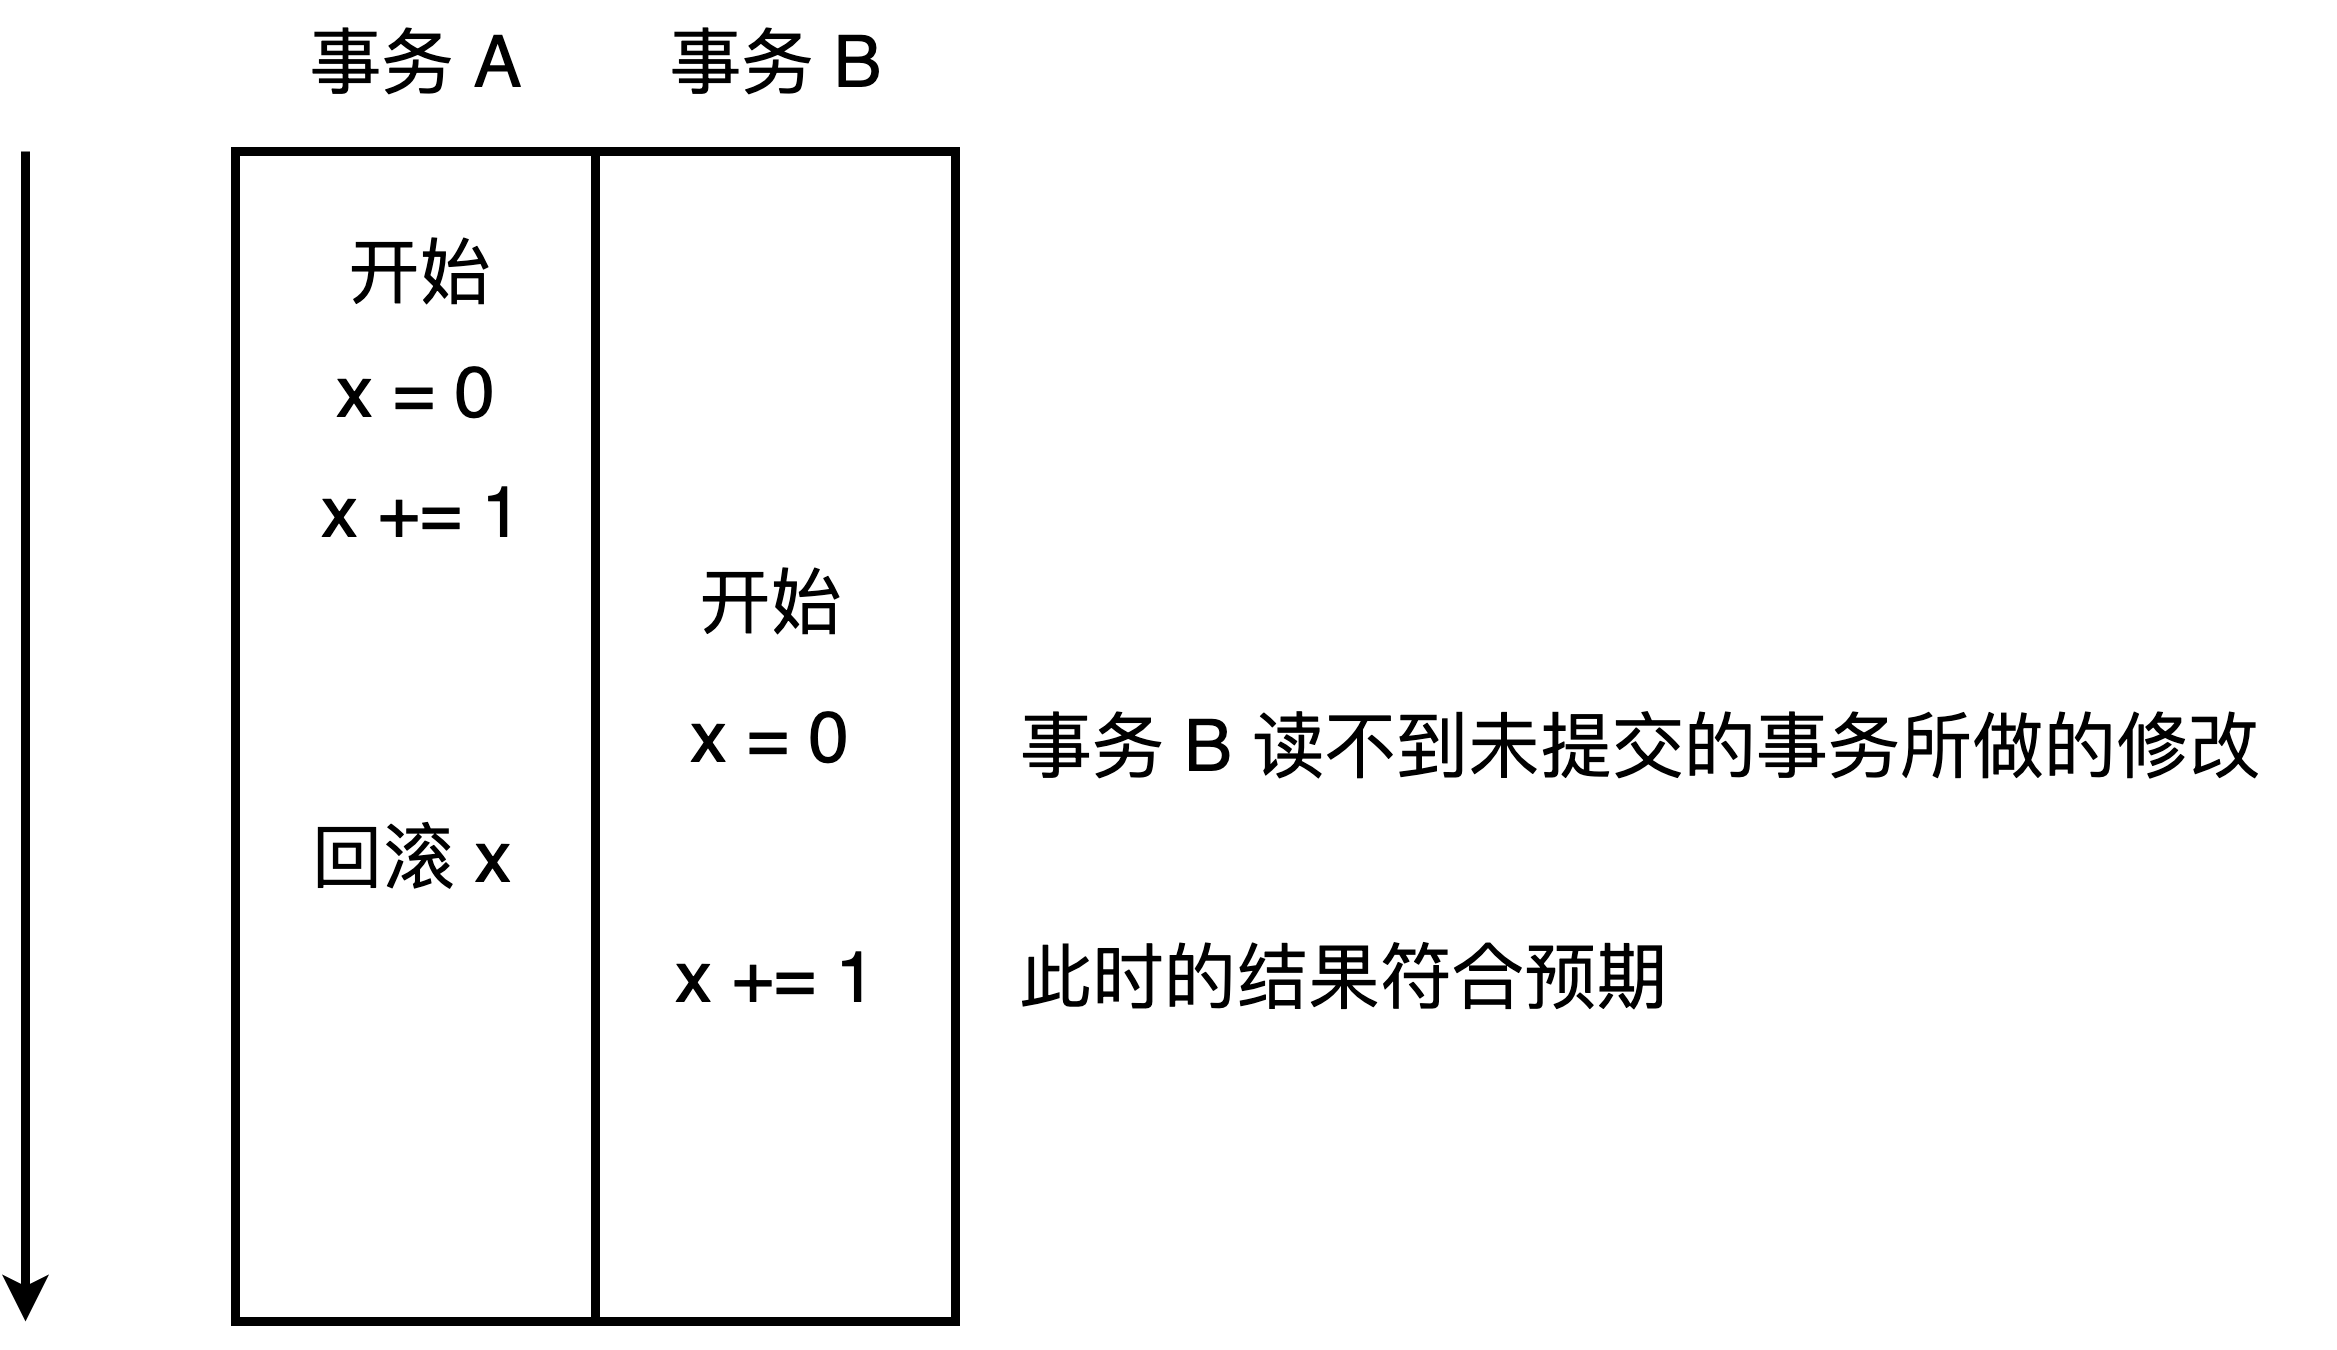 事务 A
事务 B
开始
x = 0
x += 1
开始
x = 0
事务 B 读不到未提交的事务所做的修改
回滚 x
x += 1
此时的结果符合预期